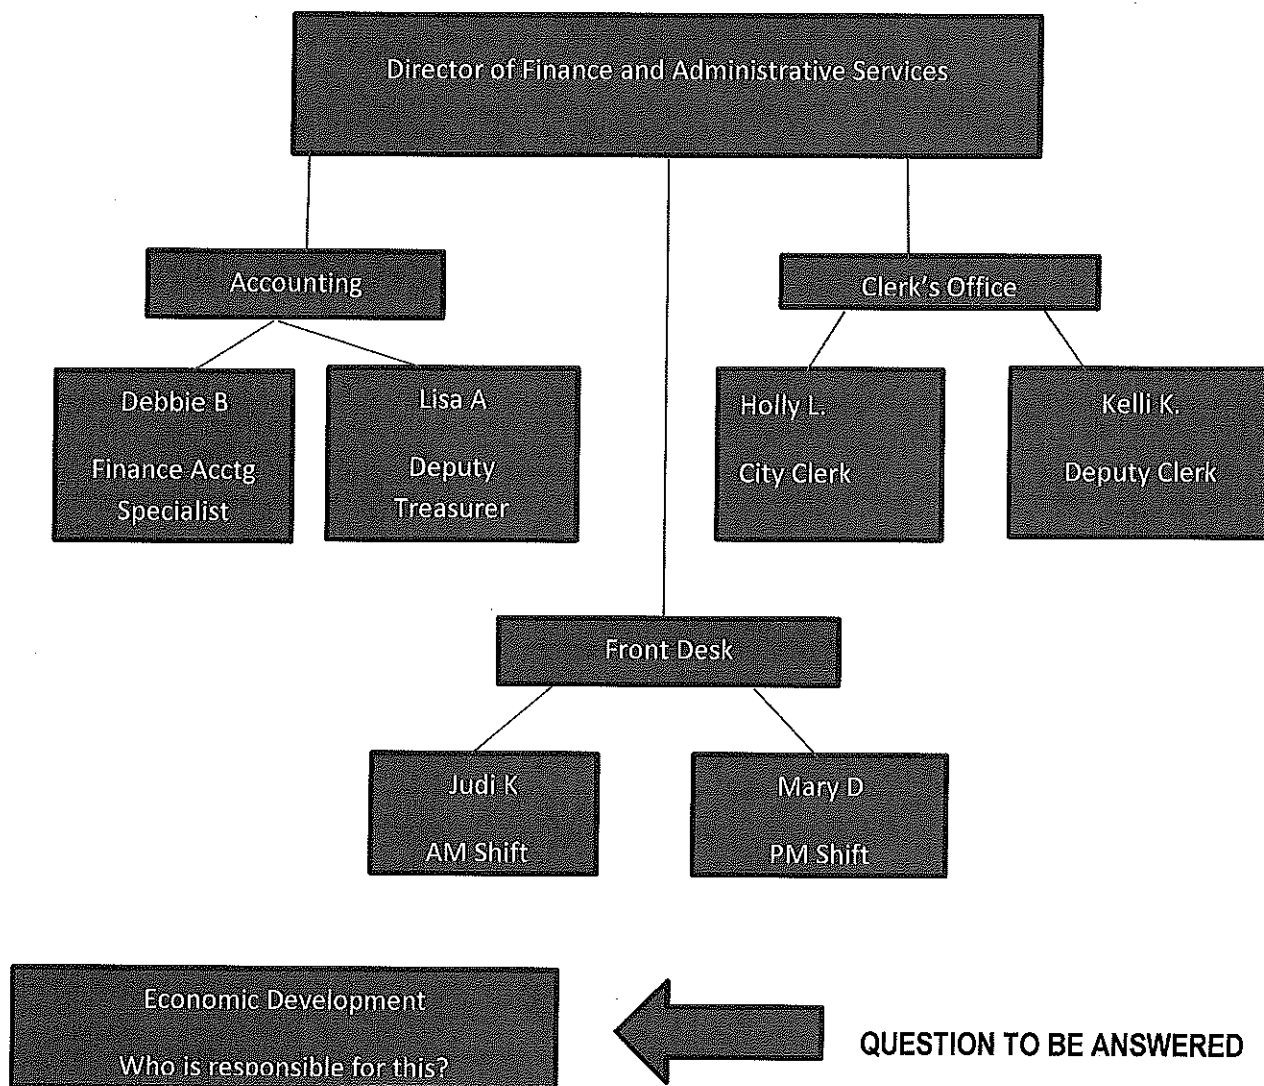 Director of Finance and Administrative Services
Accounting
Clerk's Office
Debbie B
Finance Acctg
Specialist
Lisa A
Deputy
Treasurer
Holly L.
City Clerk
Kelli K.
Deputy Clerk
Front Desk
Judi K
AM Shift
Mary D
PM Shift
Economic Development
Who is responsible for this?
QUESTION TO BE ANSWERED